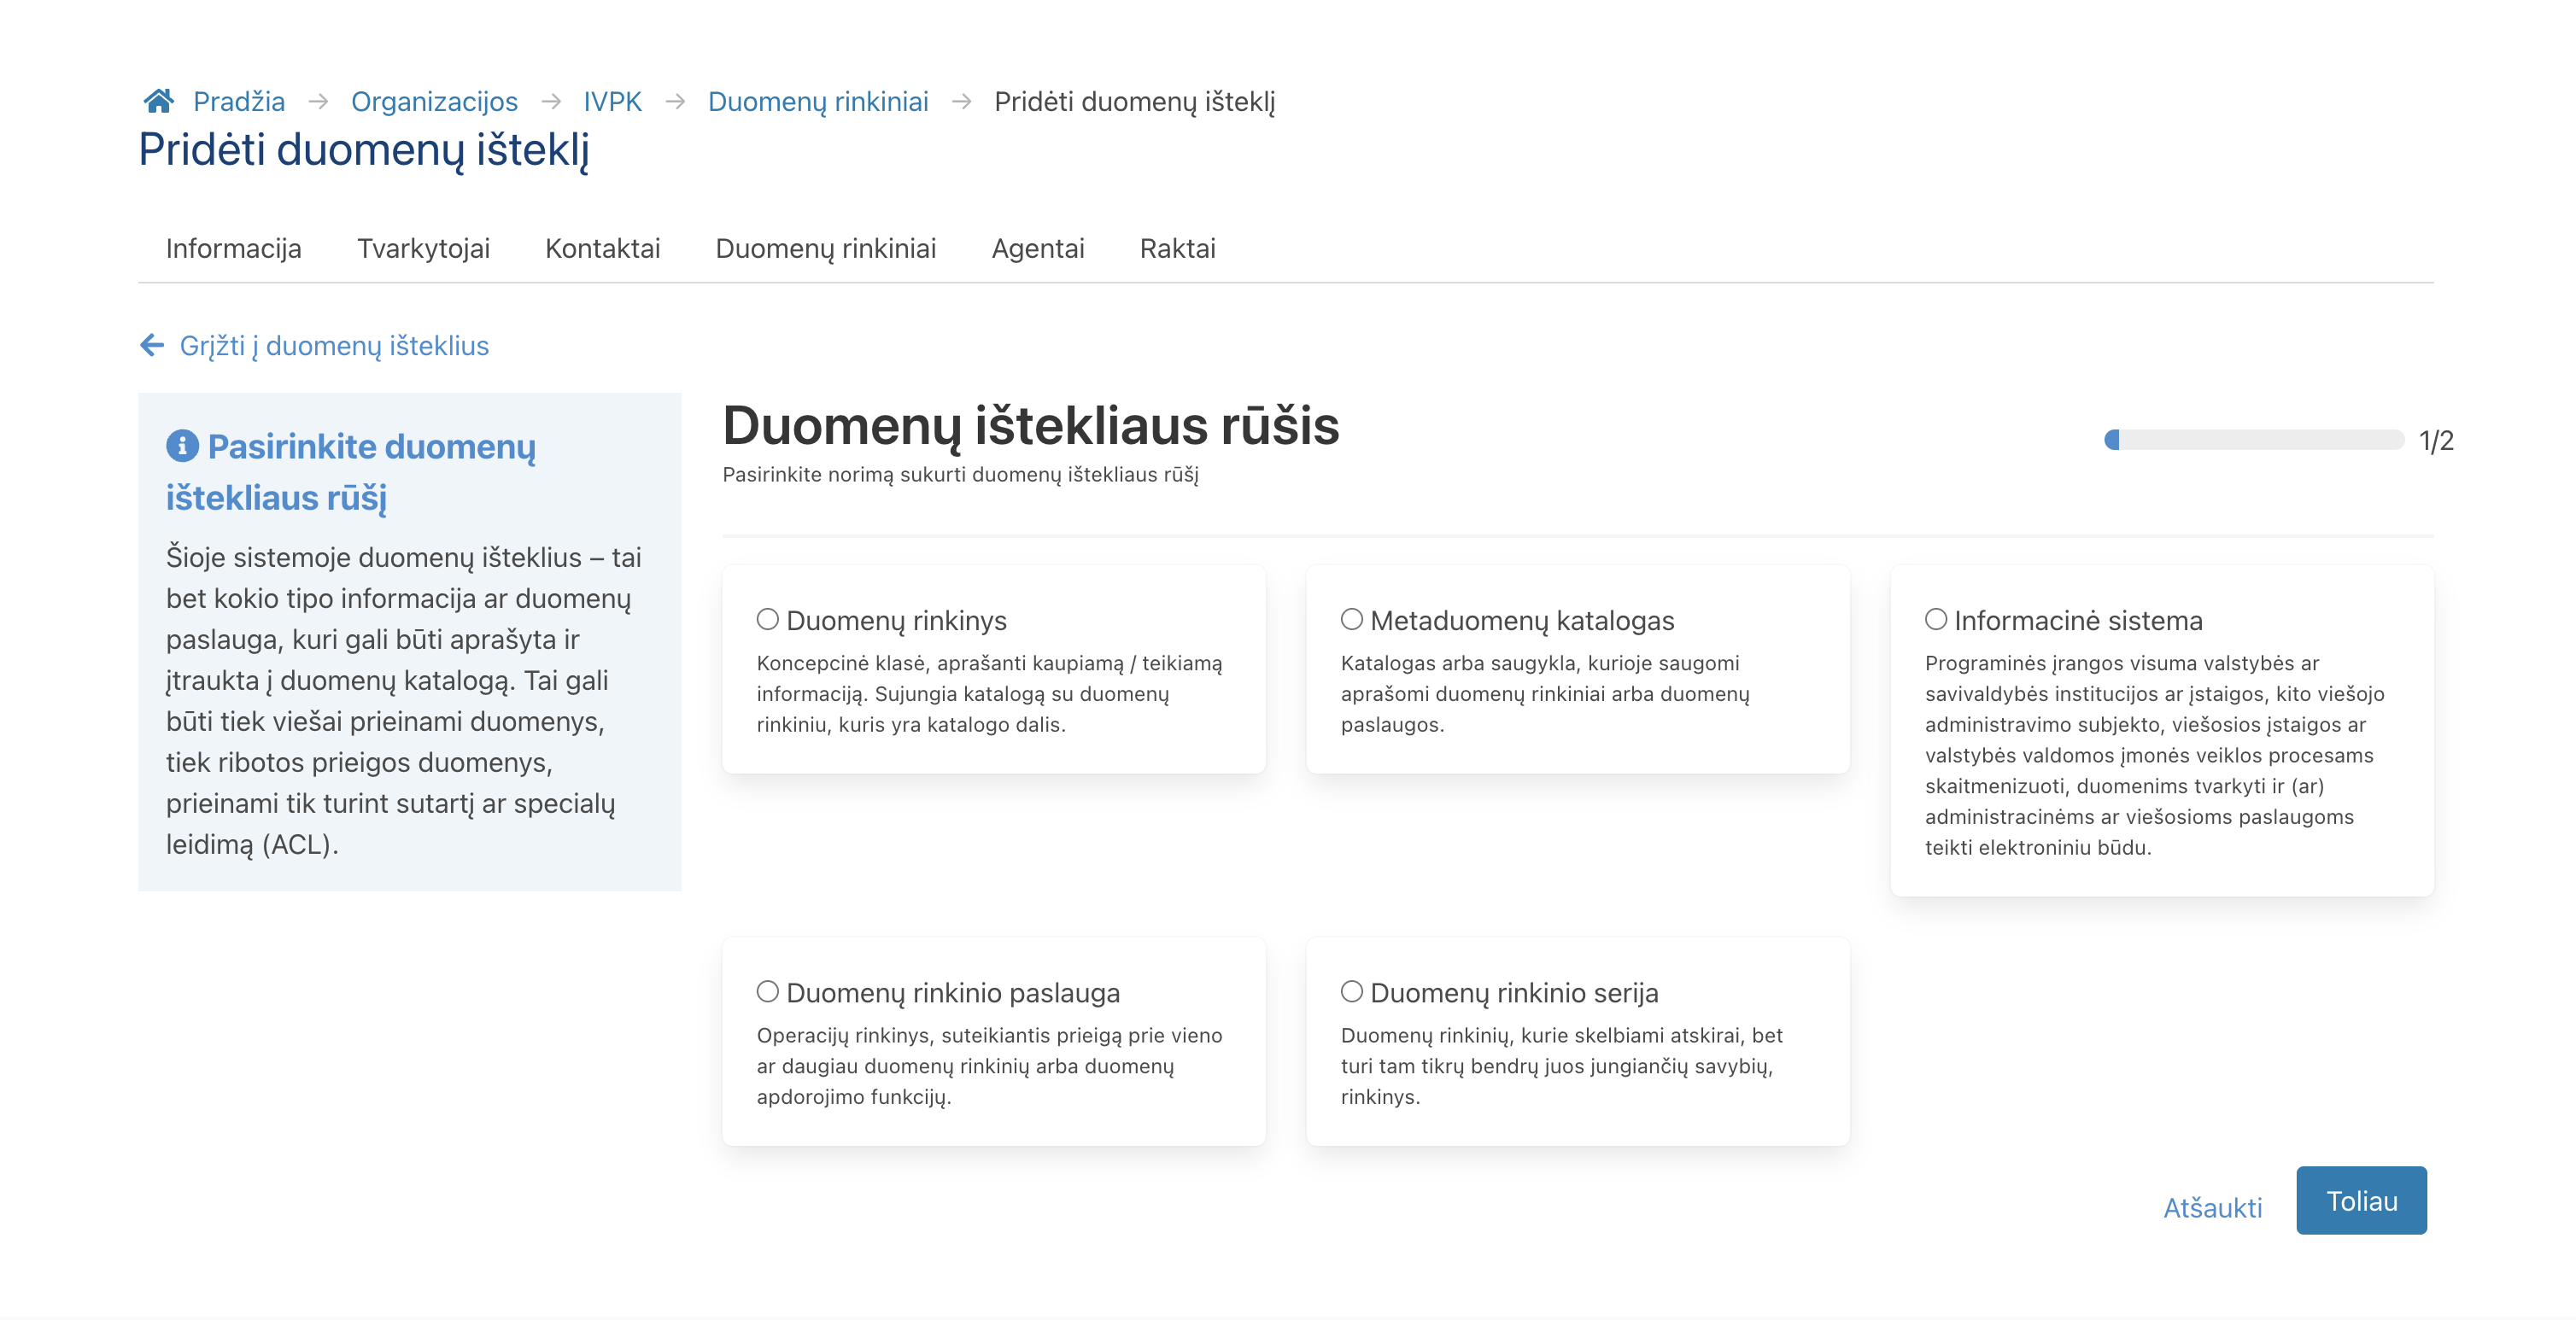 Pradžia → Organizacijos → IVPK → Duomenų rinkiniai → Pridėti duomenų išteklį
Pridėti duomenų išteklį
Informacija Tvarkytojai Kontaktai Duomenų rinkiniai Agentai Raktai
← Grįžti į duomenų išteklius
Pasirinkite duomenų
ištekliaus rūšį
Šioje sistemoje duomenų išteklius – tai
bet kokio tipo informacija ar duomenų
paslauga, kuri gali būti aprašyta ir
įtraukta į duomenų katalogą. Tai gali
būti tiek viešai prieinami duomenys,
tiek ribotos prieigos duomenys,
prieinami tik turint sutartį ar specialų
leidimą (ACL).
Duomenų ištekliaus rūšis
Pasirinkite norimą sukurti duomenų ištekliaus rūšį
1/2
Duomenų rinkinys
Koncepcinė klasė, aprašanti kaupiamą / teikiamą
informaciją. Sujungia katalogą su duomenų
rinkiniu, kuris yra katalogo dalis.
Metaduomenų katalogas
Katalogas arba saugykla, kurioje saugomi
aprašomi duomenų rinkiniai arba duomenų
paslaugos.
Informacinė sistema
Programinės įrangos visuma valstybės ar
savivaldybės institucijos ar įstaigos, kito viešojo
administravimo subjekto, viešosios įstaigos ar
valstybės valdomos įmonės veiklos procesams
skaitmenizuoti, duomenims tvarkyti ir (ar)
administracinėms ar viešosioms paslaugoms
teikti elektroniniu būdu.
Duomenų rinkinio paslauga
Operacijų rinkinys, suteikiantis prieigą prie vieno
ar daugiau duomenų rinkinių arba duomenų
apdorojimo funkcijų.
Duomenų rinkinio serija
Duomenų rinkinių, kurie skelbiami atskirai, bet
turi tam tikrų bendrų juos jungiančių savybių,
rinkinys.
Atšaukti
Toliau